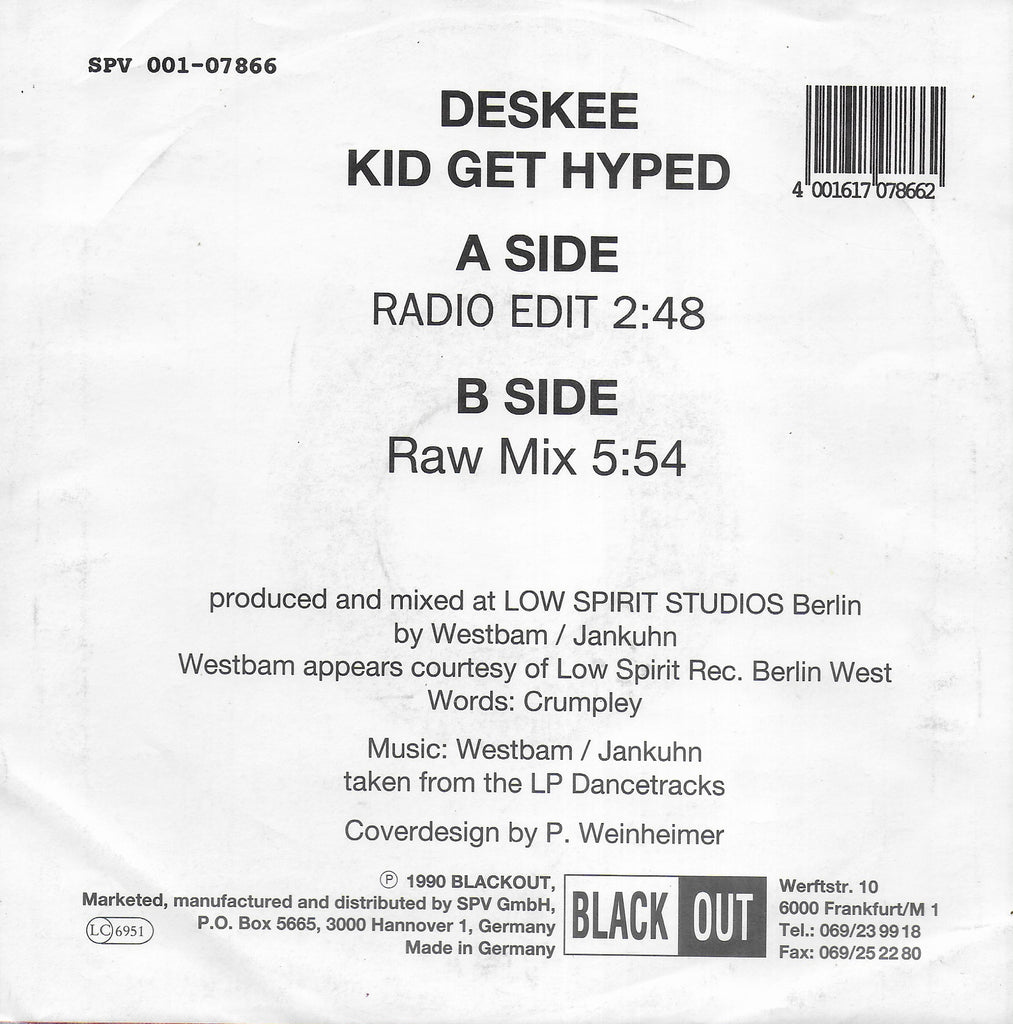 SPV 001-07866
DESKEE
KID GET HYPED
4 001617 078662
A SIDE
RADIO EDIT 2:48
B SIDE
Raw Mix 5:54
produced and mixed at LOW SPIRIT STUDIOS Berlin
by Westbam / Jankuhn
Westbam appears courtesy of Low Spirit Rec. Berlin West
Words: Crumpley
Music: Westbam / Jankuhn
taken from the LP Dancetracks
Coverdesign by P. Weinheimer
℗ 1990 BLACKOUT,
Marketed, manufactured and distributed by SPV GmbH,
P.O. Box 5665, 3000 Hannover 1, Germany
Made in Germany
LC 6951
BLACK OUT
Werftstr. 10
6000 Frankfurt/M 1
Tel.: 069/23 99 18
Fax: 069/25 22 80